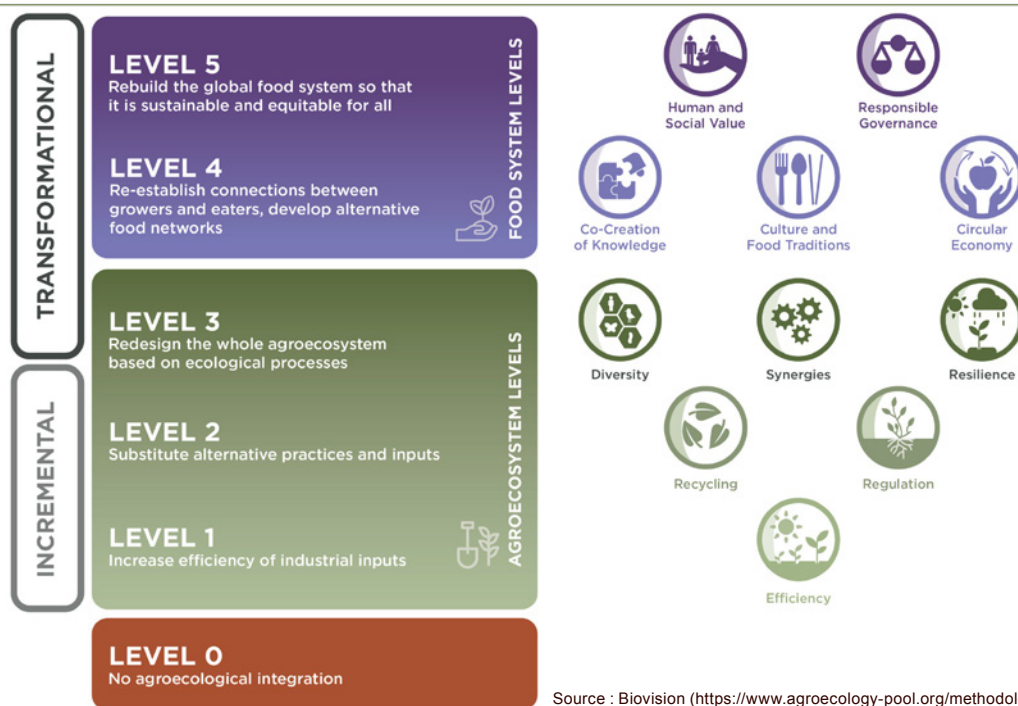 TRANSFORMATIONAL
INCREMENTAL
LEVEL 5
Rebuild the global food system so that
it is sustainable and equitable for all
LEVEL 4
Re-establish connections between
growers and eaters, develop alternative
food networks
FOOD SYSTEM LEVELS
LEVEL 3
Redesign the whole agroecosystem
based on ecological processes
LEVEL 2
Substitute alternative practices and inputs
LEVEL 1
Increase efficiency of industrial inputs
AGROECOSYSTEM LEVELS
LEVEL 0
No agroecological integration
Human and
Social Value
Responsible
Governance
Co-Creation
of Knowledge
Culture and
Food Traditions
Circular
Economy
Diversity
Synergies
Resilience
Recycling
Regulation
Efficiency
Source : Biovision (https://www.agroecology-pool.org/methodol